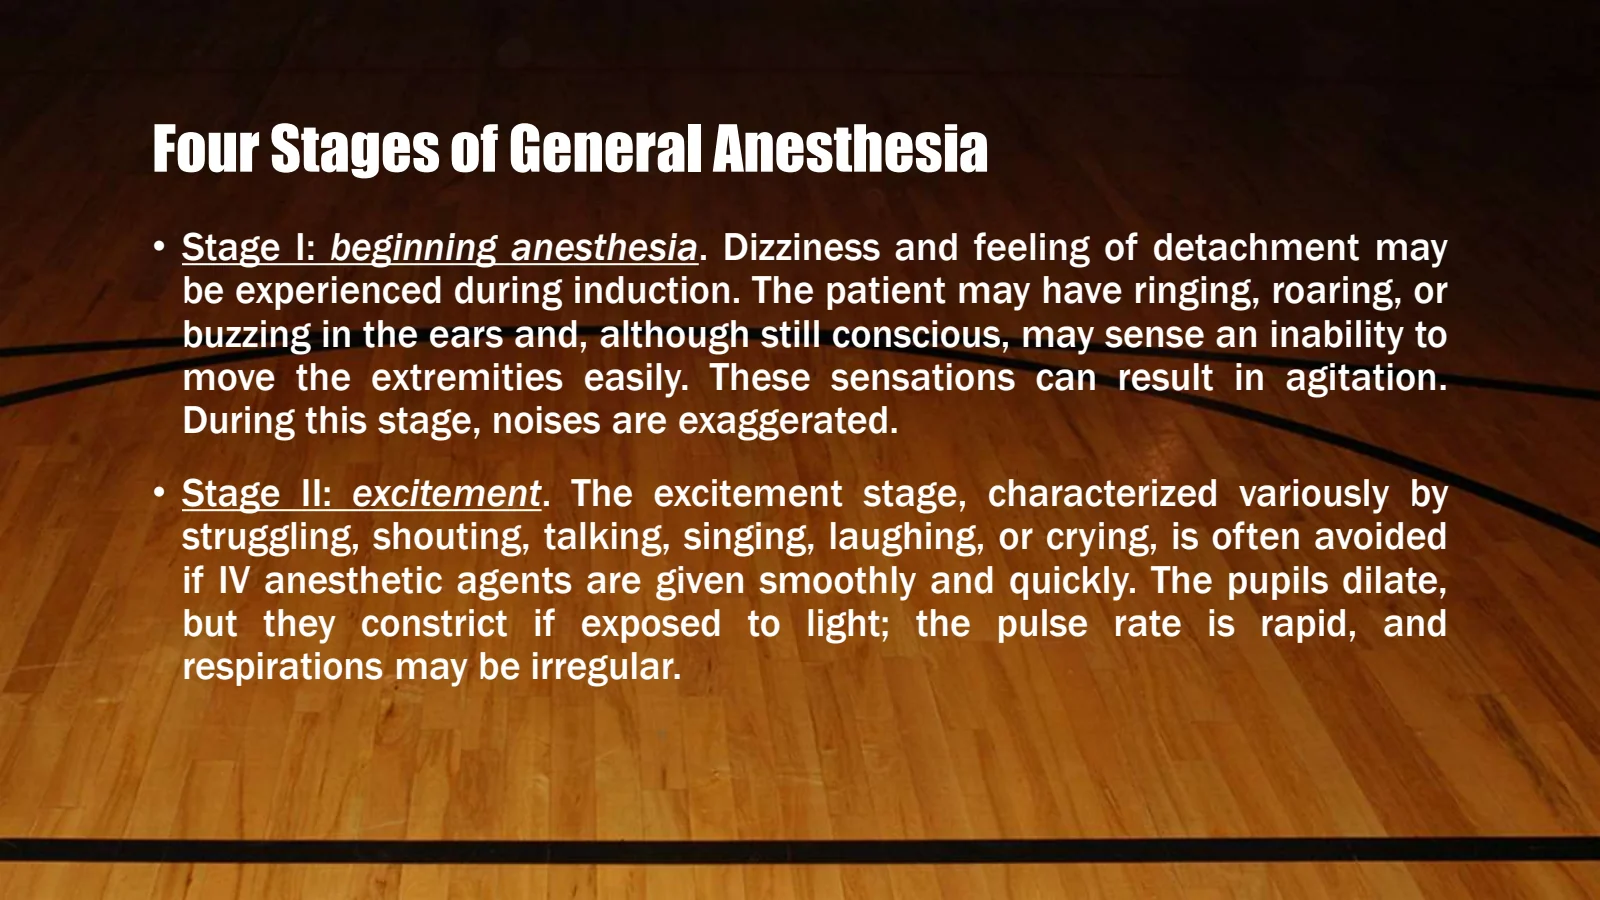 Four Stages of General Anesthesia
• Stage I: beginning anesthesia. Dizziness and feeling of detachment may
be experienced during induction. The patient may have ringing, roaring, or
buzzing in the ears and, although still conscious, may sense an inability to
move the extremities easily. These sensations can result in agitation.
During this stage, noises are exaggerated.
• Stage II: excitement. The excitement stage, characterized variously by
struggling, shouting, talking, singing, laughing, or crying, is often avoided
if IV anesthetic agents are given smoothly and quickly. The pupils dilate,
but they constrict if exposed to light; the pulse rate is rapid, and
respirations may be irregular.